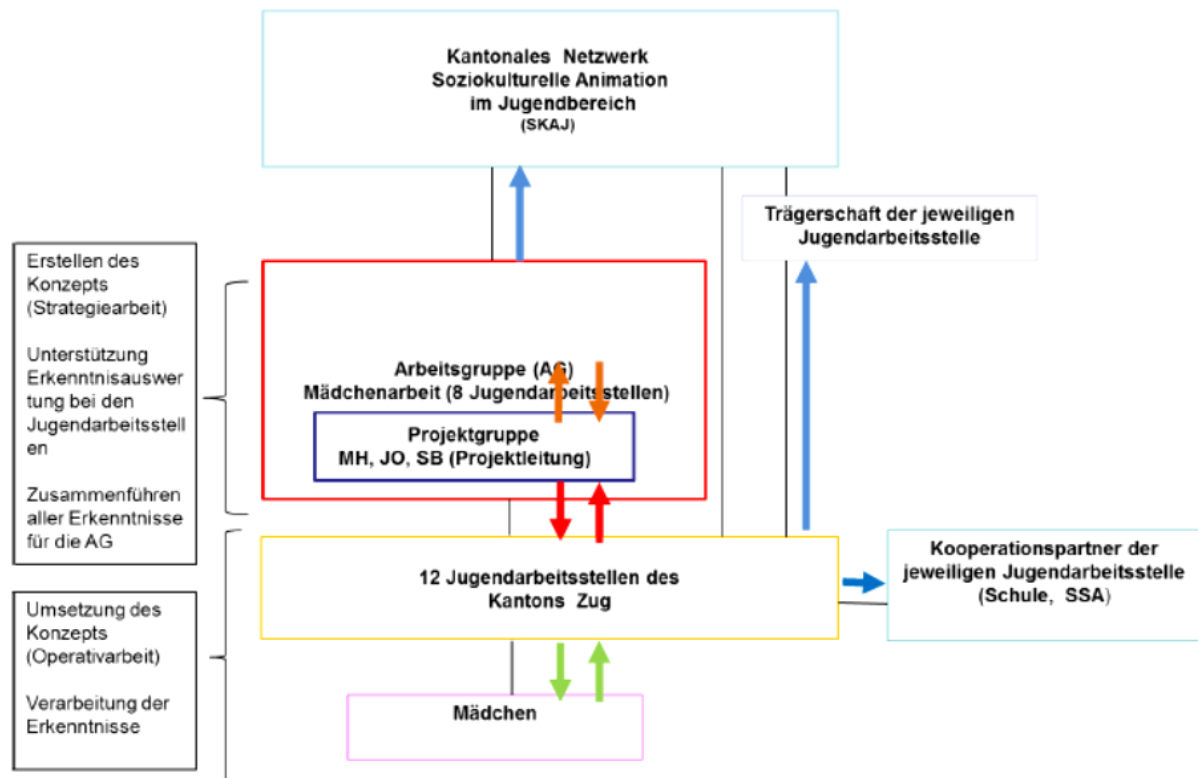 Kantonales Netzwerk
Soziokulturelle Animation
im Jugendbereich
(SKAJ)
Trägerschaft der jeweiligen
Jugendarbeitsstelle
Erstellen des
Konzepts
(Strategiearbeit)
Unterstützung
Erkenntnisauswer
tung bei den
Jugendarbeitsstell
en
Zusammenführen
aller Erkenntnisse
für die AG
Arbeitsgruppe (AG)
Mädchenarbeit (8 Jugendarbeitsstellen)
Projektgruppe
MH, JO, SB (Projektleitung)
12 Jugendarbeitsstellen des
Kantons Zug
Kooperationspartner der
jeweiligen Jugendarbeitsstelle
(Schule, SSA)
Umsetzung des
Konzepts
(Operativarbeit)
Verarbeitung der
Erkenntnisse
Mädchen